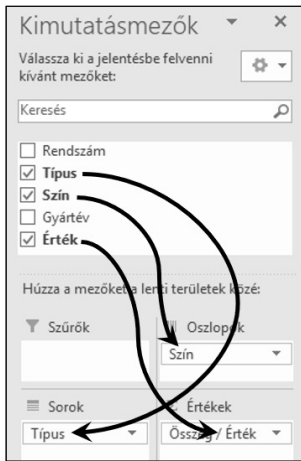 Kimutatásmezők
Válassza ki a jelentésbe felvenni
kívánt mezőket:
Keresés
Rendszám
Típus
Szín
Gyártév
Érték
Húzza a mezőket a lenti területek közé:
Szűrők
Oszlopok
Szín
Sorok
Σ Értékek
Típus
Összeg / Érték